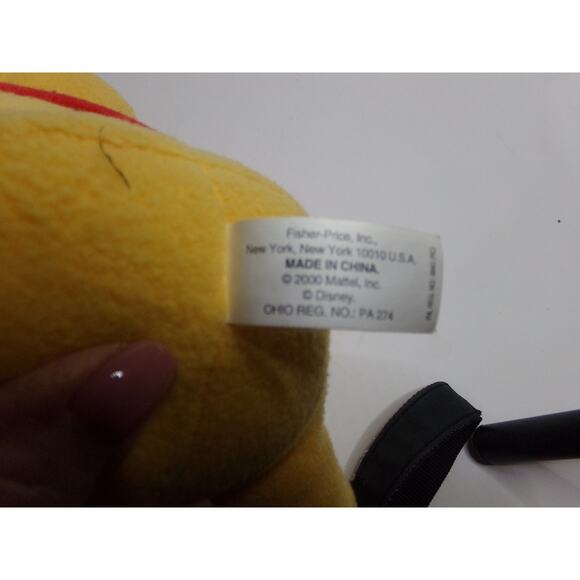 Fisher-Price, Inc.,
New York, New York 10010 U.S.A.
MADE IN CHINA.
© 2000 Mattel, Inc.
© Disney.
OHIO REG. NO.: PA 274